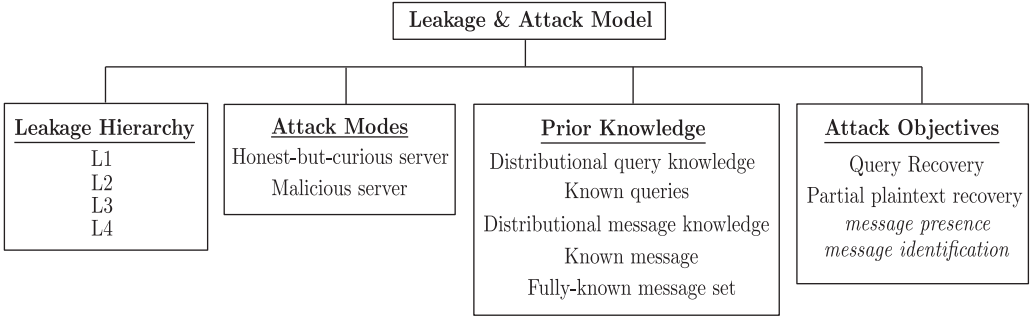 Leakage & Attack Model
Leakage Hierarchy
L1
L2
L3
L4
Attack Modes
Honest-but-curious server
Malicious server
Prior Knowledge
Distributional query knowledge
Known queries
Distributional message knowledge
Known message
Fully-known message set
Attack Objectives
Query Recovery
Partial plaintext recovery
message presence
message identification